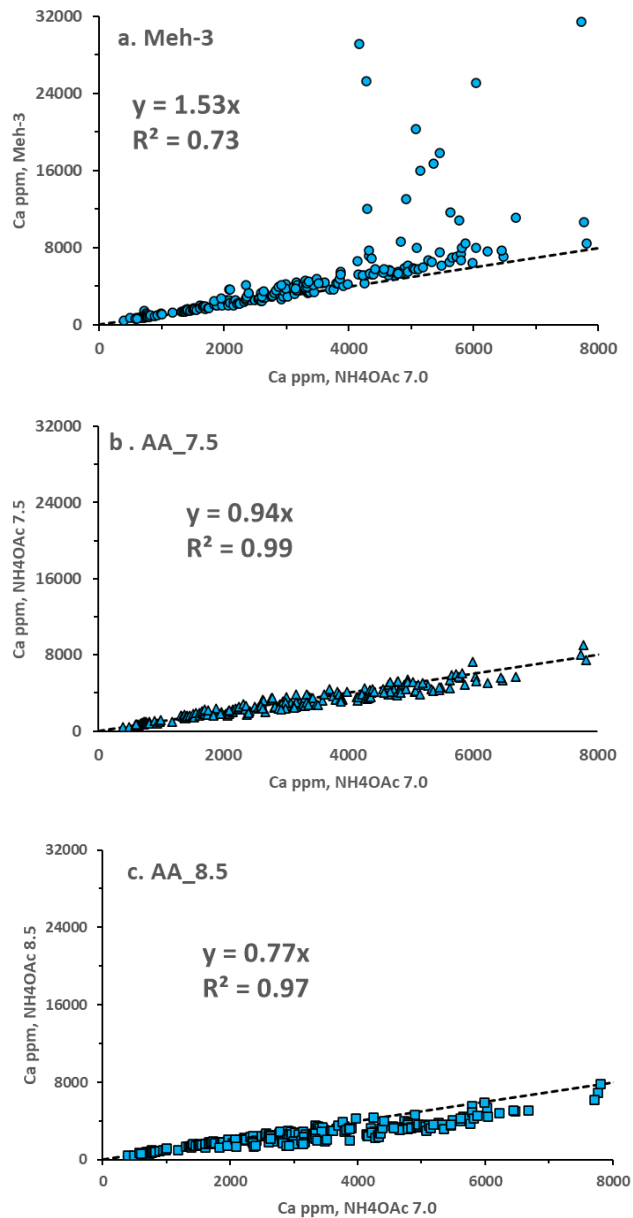 a. Meh-3
y = 1.53x
R² = 0.73
Ca ppm, Meh-3
32000
24000
16000
8000
0
0 2000 4000 6000 8000
Ca ppm, NH4OAc 7.0
b . AA_7.5
y = 0.94x
R² = 0.99
Ca ppm, NH4OAc 7.5
32000
24000
16000
8000
0
0 2000 4000 6000 8000
Ca ppm, NH4OAc 7.0
c. AA_8.5
y = 0.77x
R² = 0.97
Ca ppm, NH4OAc 8.5
32000
24000
16000
8000
0
0 2000 4000 6000 8000
Ca ppm, NH4OAc 7.0